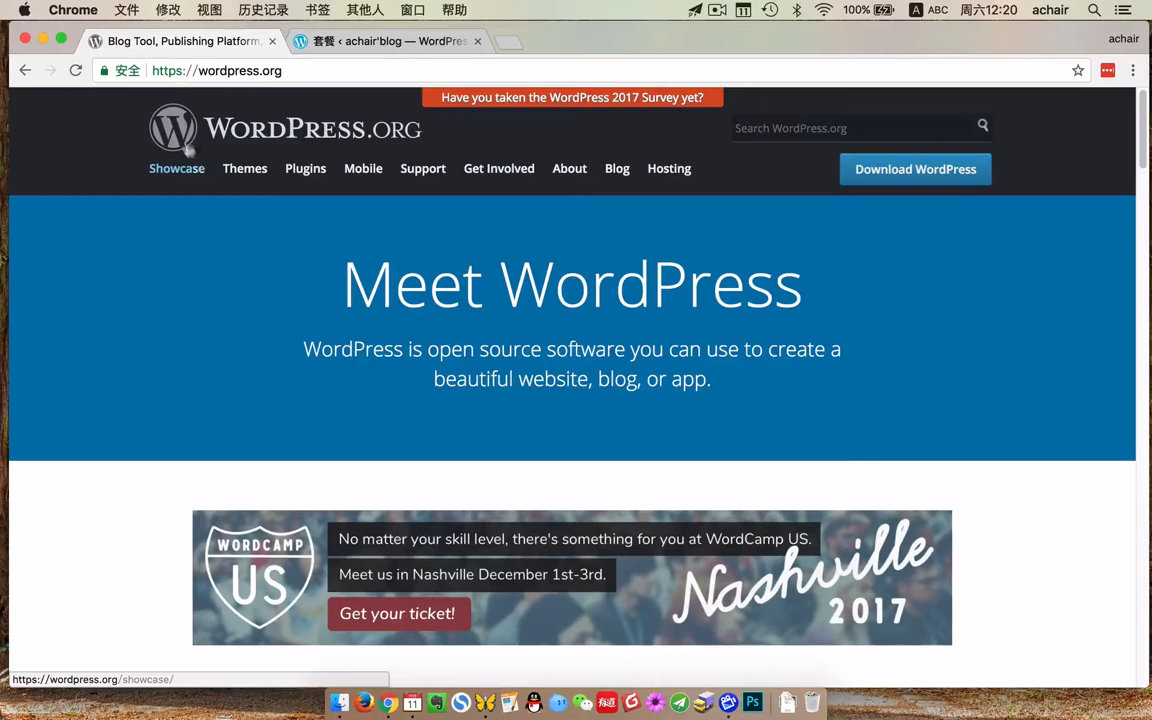 Chrome 文件 修改 视图 历史记录 书签 其他人 窗口 帮助 11 100% A ABC 周六12:20 achair
Blog Tool, Publishing Platform, 套餐 ‹ achair'blog — WordPres achair
安全 https://wordpress.org
Have you taken the WordPress 2017 Survey yet?
WORDPRESS.ORG
Search WordPress.org
Showcase Themes Plugins Mobile Support Get Involved About Blog Hosting
Download WordPress
Meet WordPress
WordPress is open source software you can use to create a
beautiful website, blog, or app.
WORDCAMP
US
No matter your skill level, there's something for you at WordCamp US.
Meet us in Nashville December 1st-3rd.
Get your ticket!
Nashville
2017
https://wordpress.org/showcase/
11
有道
Ps